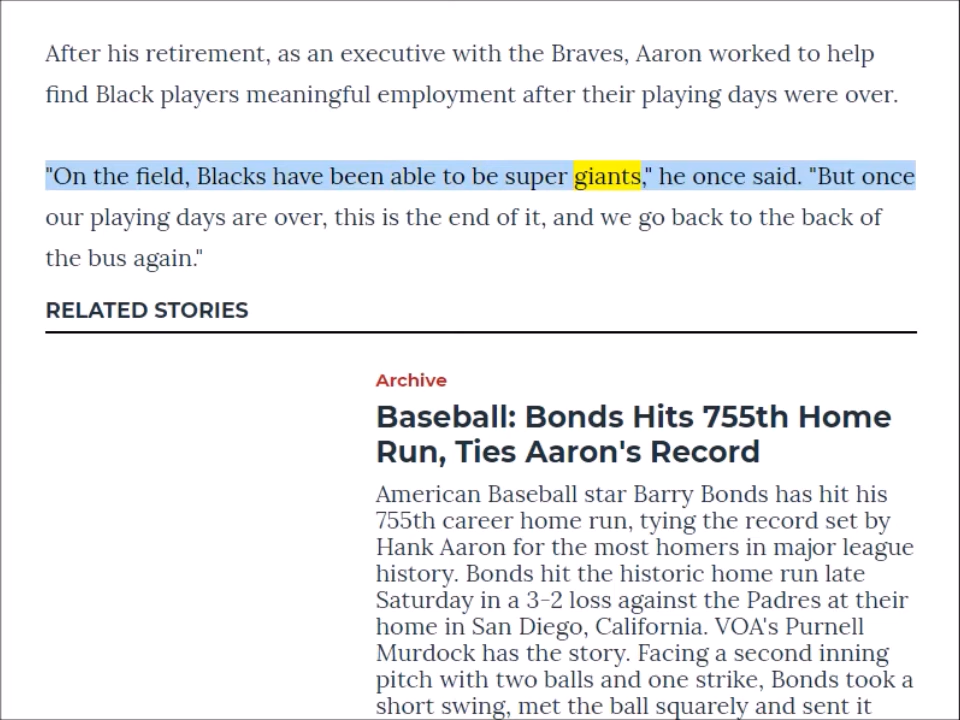 After his retirement, as an executive with the Braves, Aaron worked to help
find Black players meaningful employment after their playing days were over.
"On the field, Blacks have been able to be super giants," he once said. "But once
our playing days are over, this is the end of it, and we go back to the back of
the bus again."
RELATED STORIES
Archive
Baseball: Bonds Hits 755th Home
Run, Ties Aaron's Record
American Baseball star Barry Bonds has hit his
755th career home run, tying the record set by
Hank Aaron for the most homers in major league
history. Bonds hit the historic home run late
Saturday in a 3-2 loss against the Padres at their
home in San Diego, California. VOA's Purnell
Murdock has the story. Facing a second inning
pitch with two balls and one strike, Bonds took a
short swing, met the ball squarely and sent it